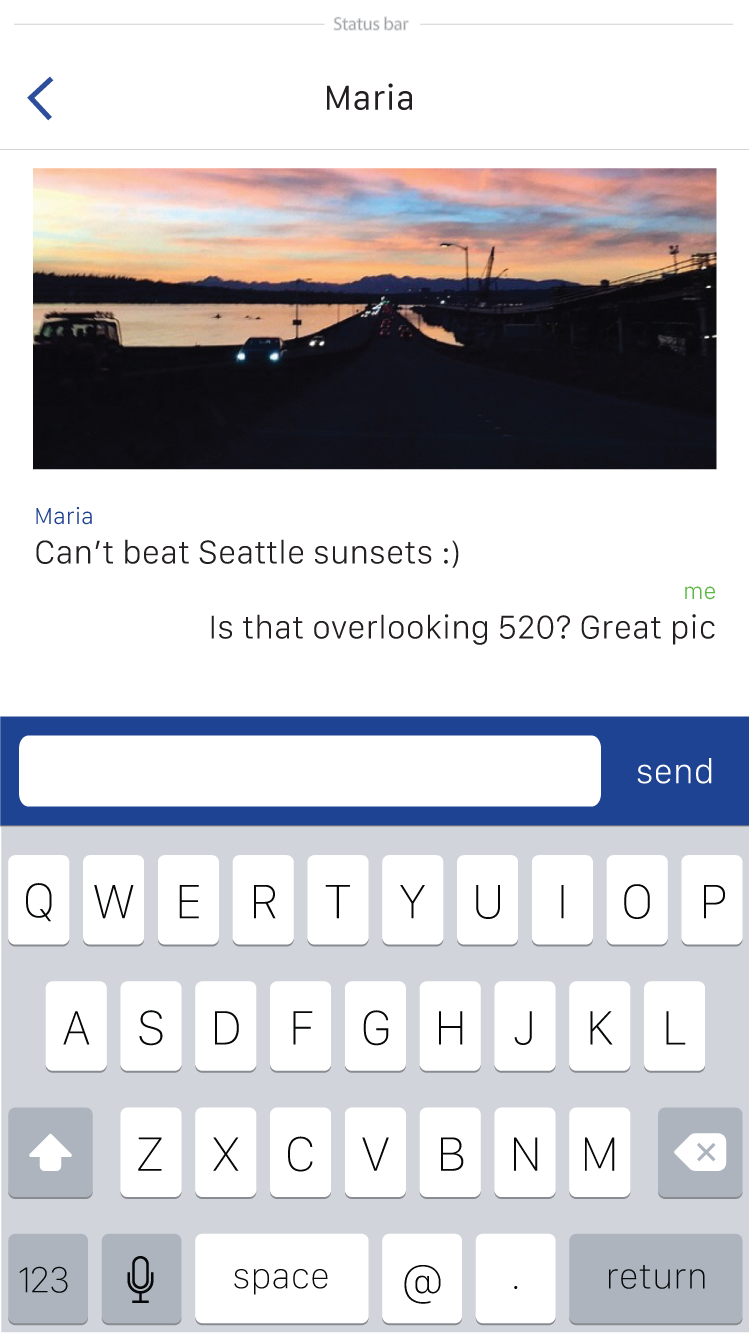 Status bar
Maria
Maria
Can't beat Seattle sunsets :)
me
Is that overlooking 520? Great pic
send
Q W E R T Y U I O P
A S D F G H J K L
Z X C V B N M
123 space @ . return